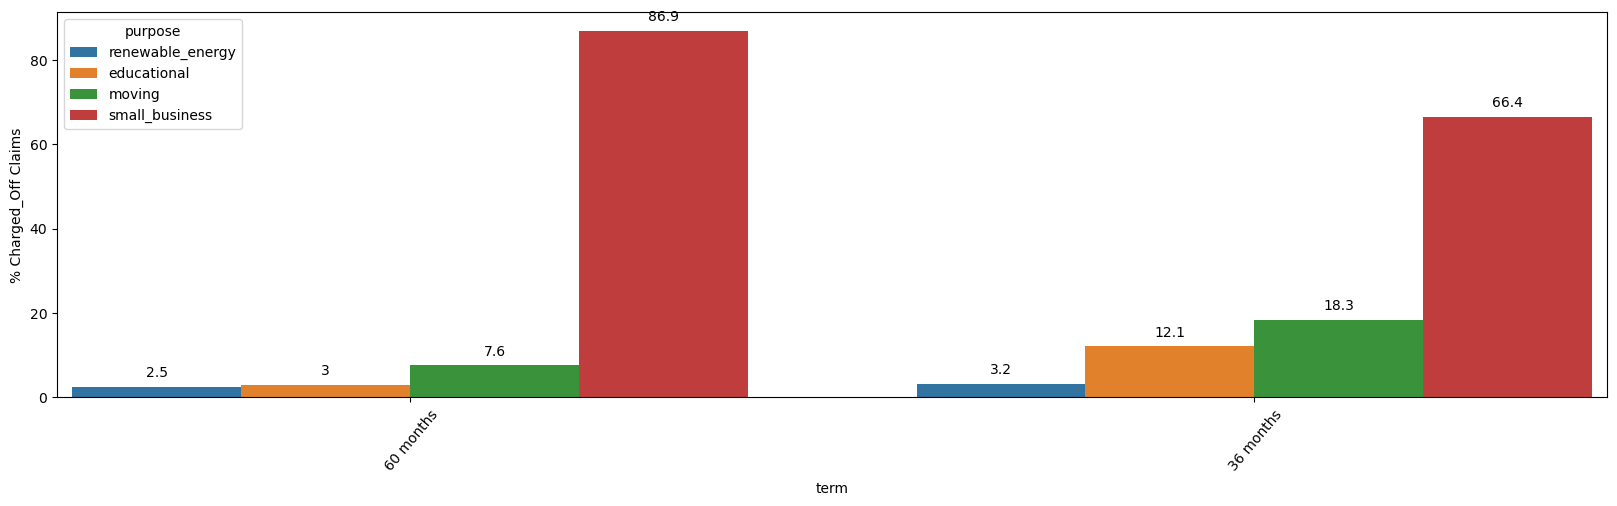 86.9
purpose
renewable_energy
educational
moving
small_business
80
60
40
20
0
% Charged_Off Claims
2.5
3
7.6
3.2
12.1
18.3
66.4
60 months
36 months
term